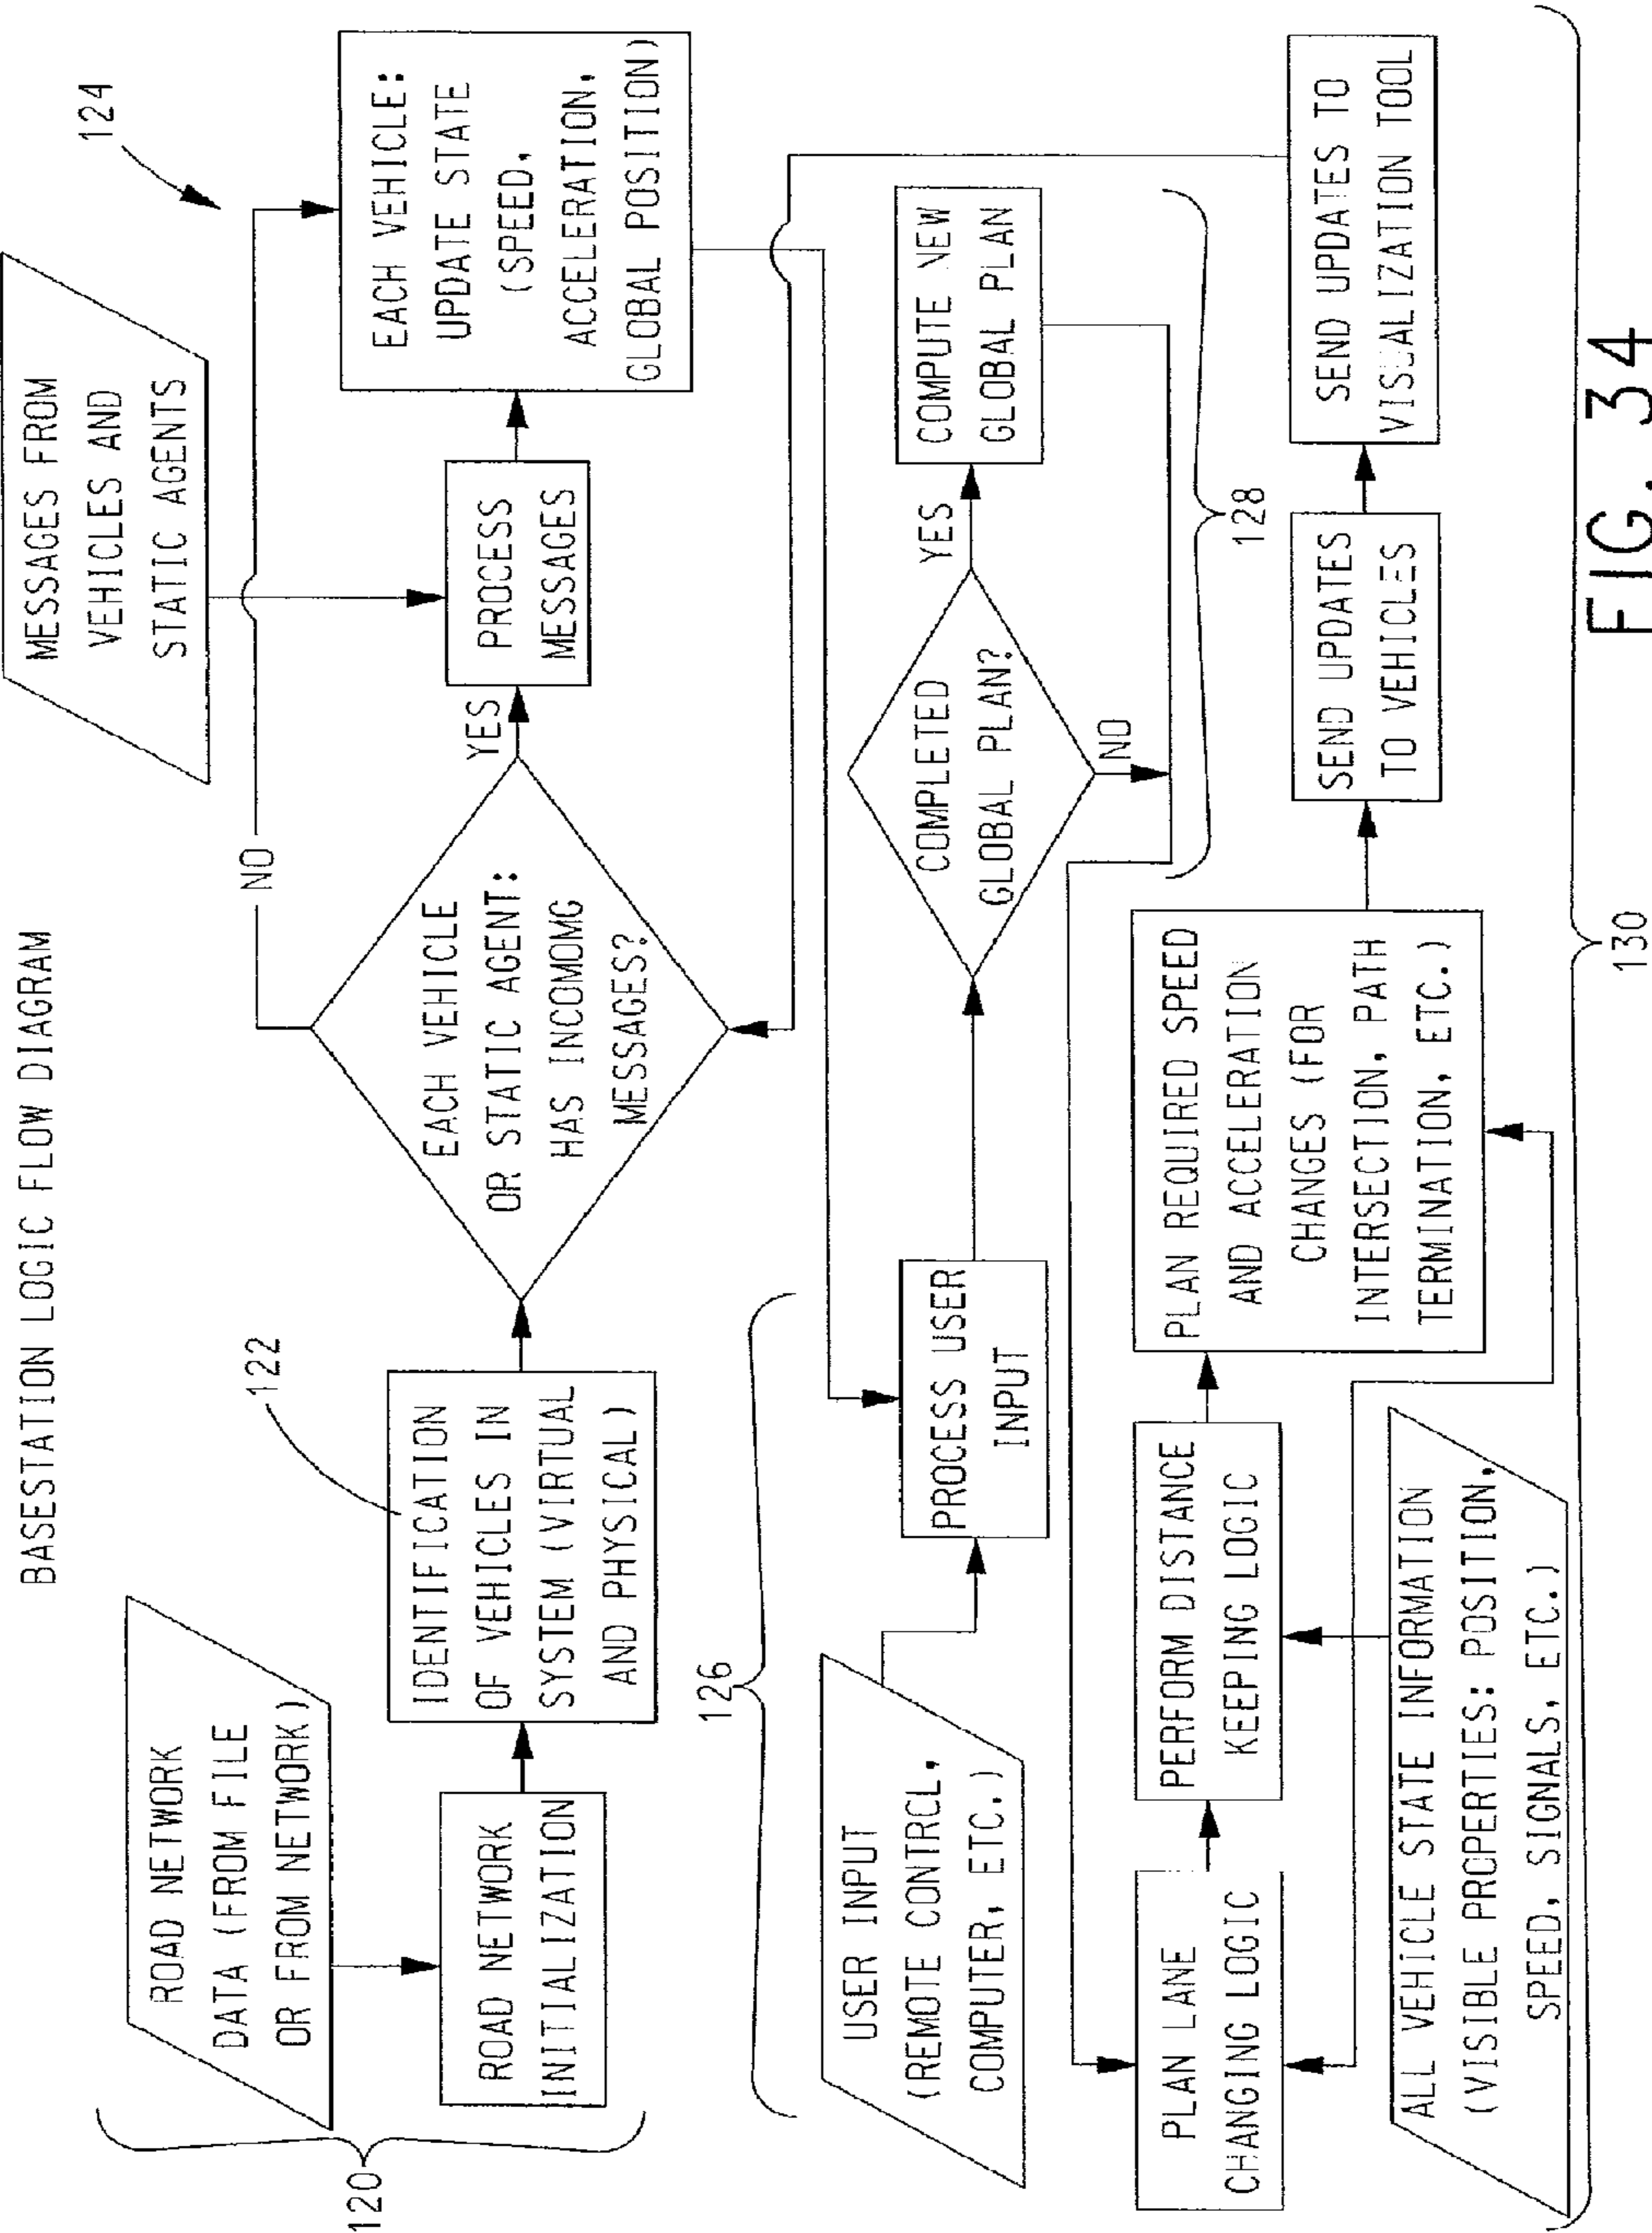 BASESTATION LOGIC FLOW DIAGRAM
120
ROAD NETWORK
DATA (FROM FILE
OR FROM NETWORK)
ROAD NETWORK
INITIALIZATION
122
IDENTIFICATION
OF VEHICLES IN
SYSTEM (VIRTUAL
AND PHYSICAL)
EACH VEHICLE
OR STATIC AGENT:
HAS INCOMOMG
MESSAGES?
NO
YES
MESSAGES FROM
VEHICLES AND
STATIC AGENTS
PROCESS
MESSAGES
124
EACH VEHICLE:
UPDATE STATE
(SPEED,
ACCELERATION,
GLOBAL POSITION)
126
USER INPUT
(REMOTE CONTRCL,
COMPUTER, ETC.)
PROCESS USER
INPUT
COMPLETED
GLOBAL PLAN?
YES
NO
COMPUTE NEW
GLOBAL PLAN
128
PLAN LANE
CHANGING LOGIC
PERFORM DISTANCE
KEEPING LOGIC
PLAN REQUIRED SPEED
AND ACCELERATION
CHANGES (FOR
INTERSECTION, PATH
TERMINATION, ETC.)
SEND UPDATES
TO VEHICLES
SEND UPDATES TO
VISUALIZATION TOOL
ALL VEHICLE STATE INFORMATION
(VISIBLE PROPERTIES: POSITION,
SPEED, SIGNALS, ETC.)
130
FIG. 34